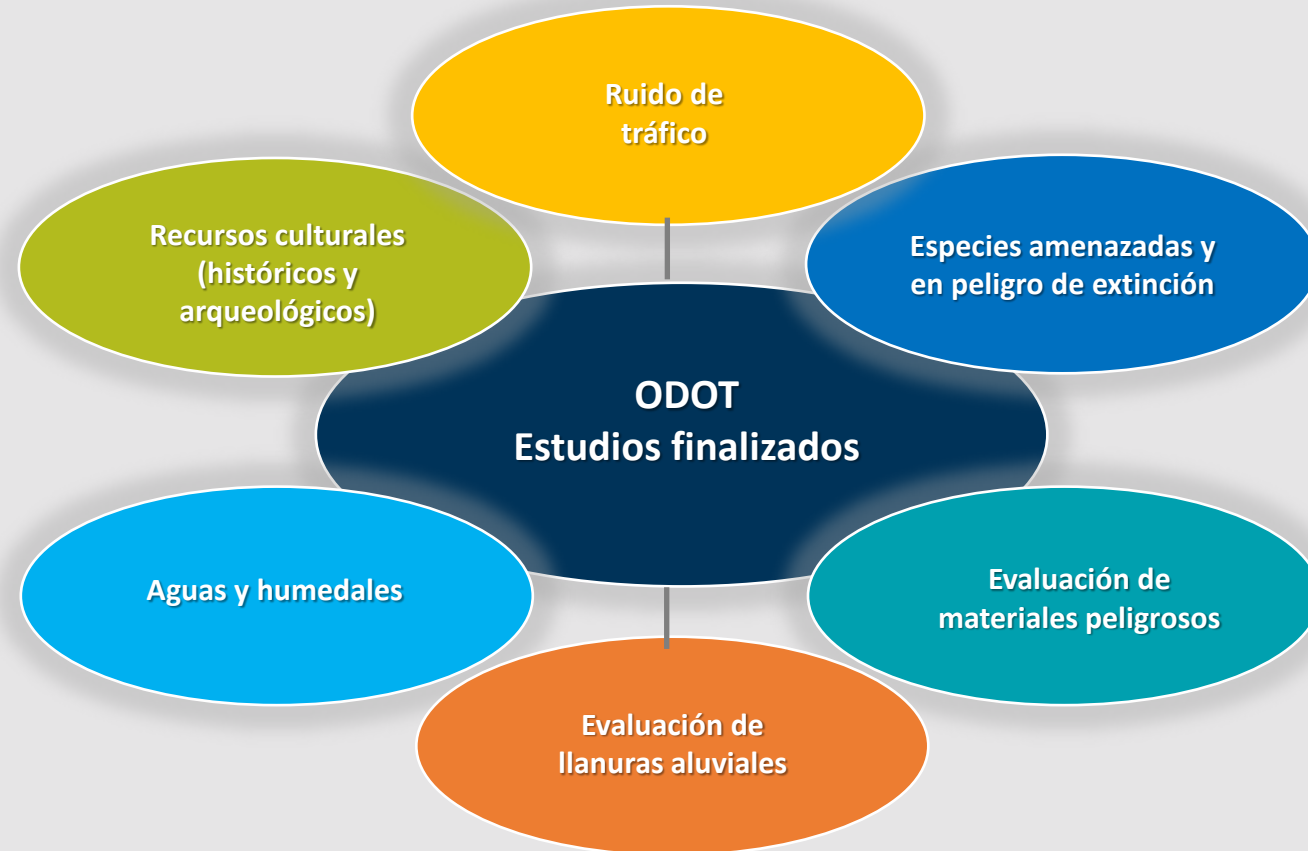 Ruido de
tráfico
Recursos culturales
(históricos y
arqueológicos)
Especies amenazadas y
en peligro de extinción
ODOT
Estudios finalizados
Aguas y humedales
Evaluación de
materiales peligrosos
Evaluación de
llanuras aluviales